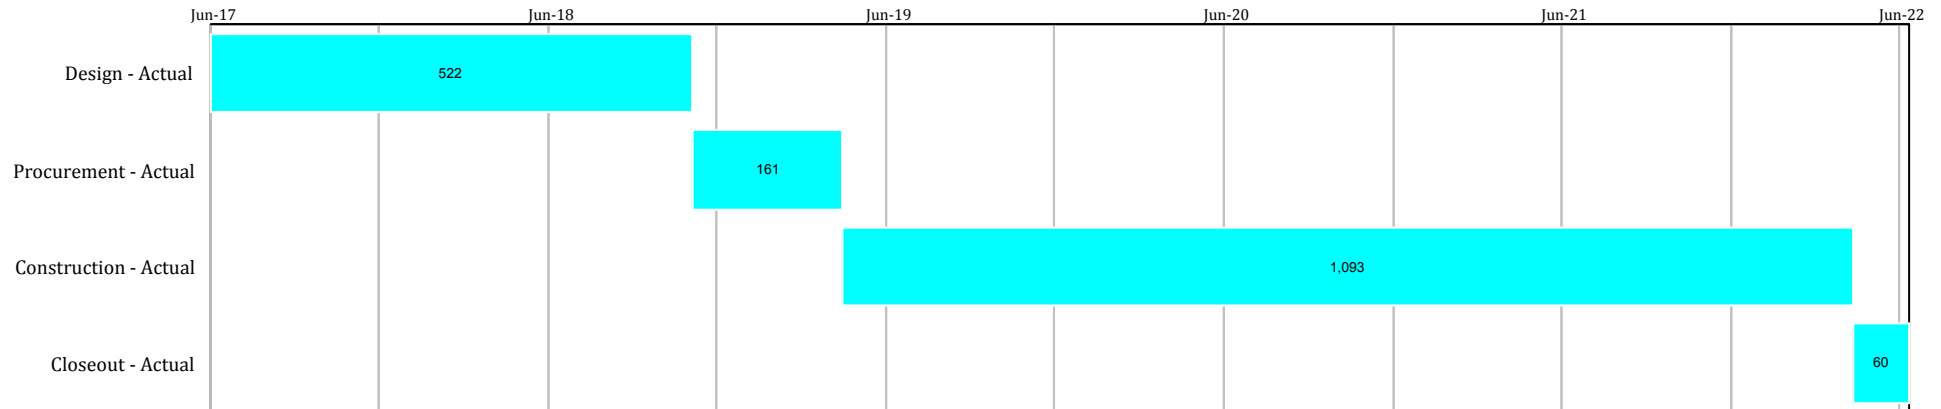 Jun-17 Jun-18 Jun-19 Jun-20 Jun-21 Jun-22
Design - Actual 522
Procurement - Actual 161
Construction - Actual 1,093
Closeout - Actual 60